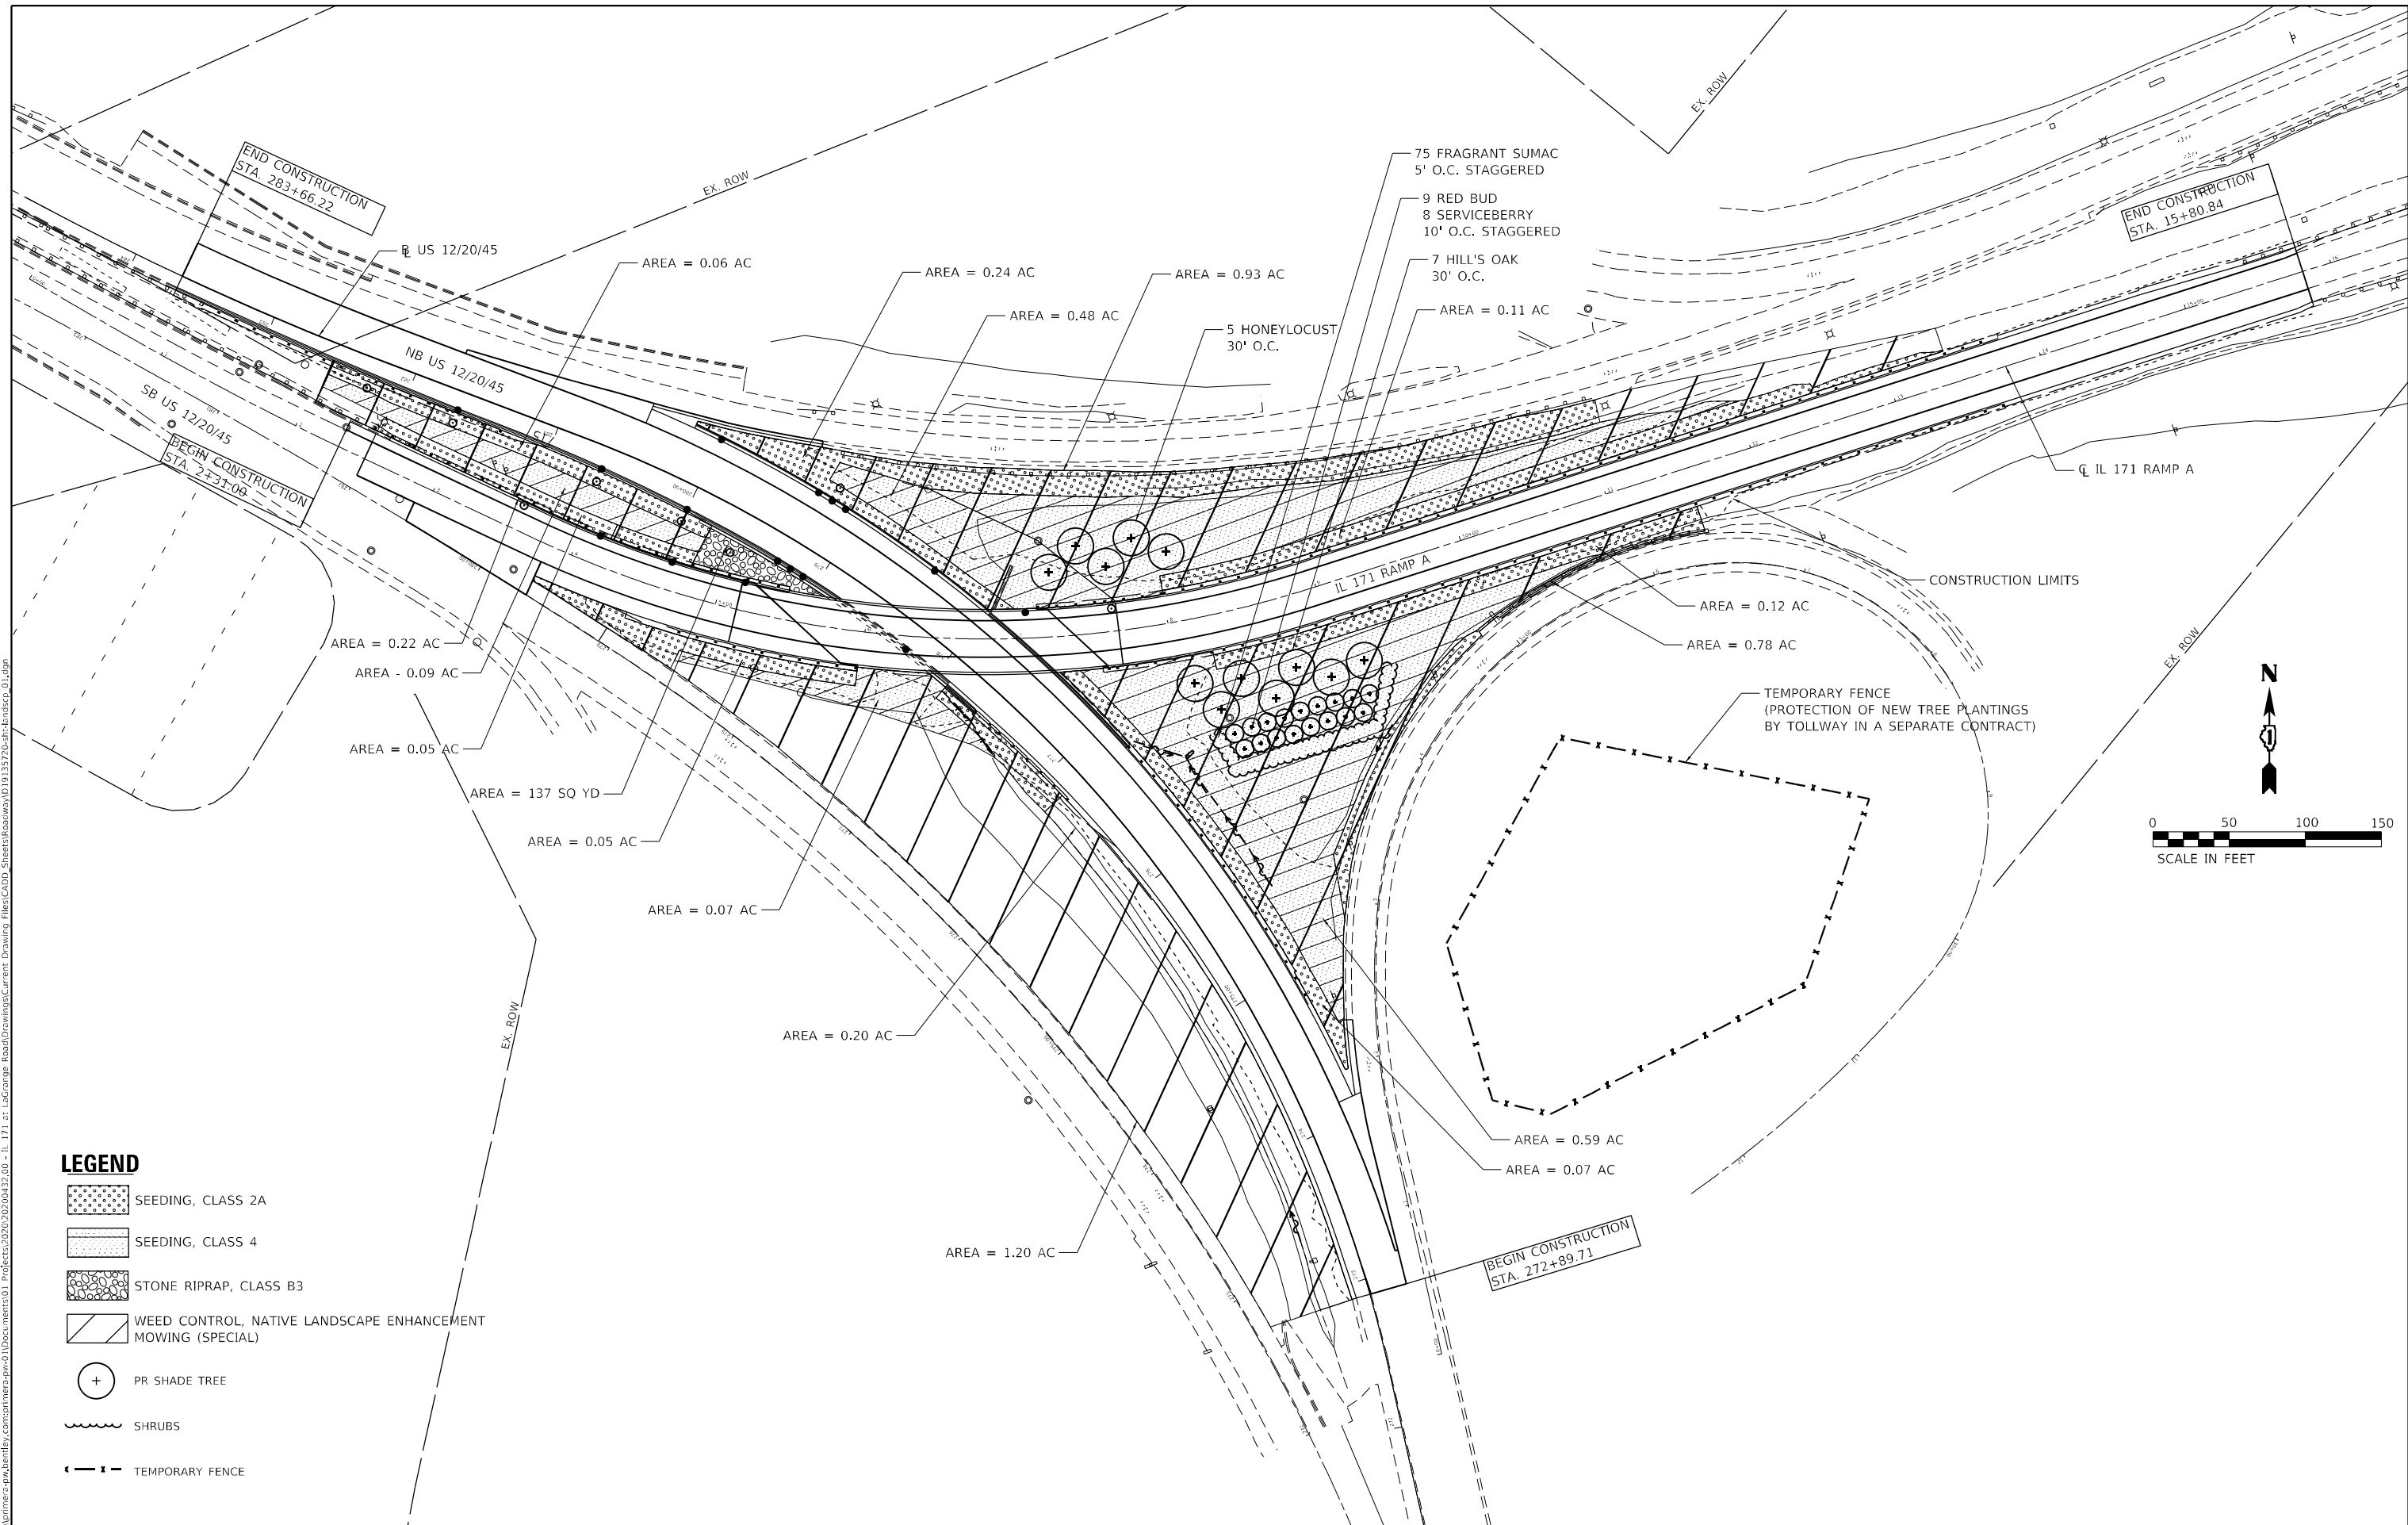 END CONSTRUCTION
STA. 283+66.22
EX. ROW
EX. ROW
75 FRAGRANT SUMAC
5' O.C. STAGGERED
9 RED BUD
8 SERVICEBERRY
10' O.C. STAGGERED
END CONSTRUCTION
STA. 15+80.84
B US 12/20/45
AREA = 0.06 AC
AREA = 0.24 AC
AREA = 0.93 AC
7 HILL'S OAK
30' O.C.
AREA = 0.48 AC
AREA = 0.11 AC
5 HONEYLOCUST
30' O.C.
NB US 12/20/45
SB US 12/20/45
BEGIN CONSTRUCTION
STA. 2+31.00
CL IL 171 RAMP A
IL 171 RAMP A
CONSTRUCTION LIMITS
AREA = 0.12 AC
AREA = 0.22 AC
AREA = 0.78 AC
AREA - 0.09 AC
EX. ROW
N
TEMPORARY FENCE
(PROTECTION OF NEW TREE PLANTINGS
BY TOLLWAY IN A SEPARATE CONTRACT)
AREA = 0.05 AC
AREA = 137 SQ YD
0 50 100 150
SCALE IN FEET
AREA = 0.05 AC
AREA = 0.07 AC
EX. ROW
AREA = 0.20 AC
AREA = 0.59 AC
AREA = 0.07 AC
AREA = 1.20 AC
BEGIN CONSTRUCTION
STA. 272+89.71
LEGEND
SEEDING, CLASS 2A
SEEDING, CLASS 4
STONE RIPRAP, CLASS B3
WEED CONTROL, NATIVE LANDSCAPE ENHANCEMENT
MOWING (SPECIAL)
PR SHADE TREE
SHRUBS
TEMPORARY FENCE